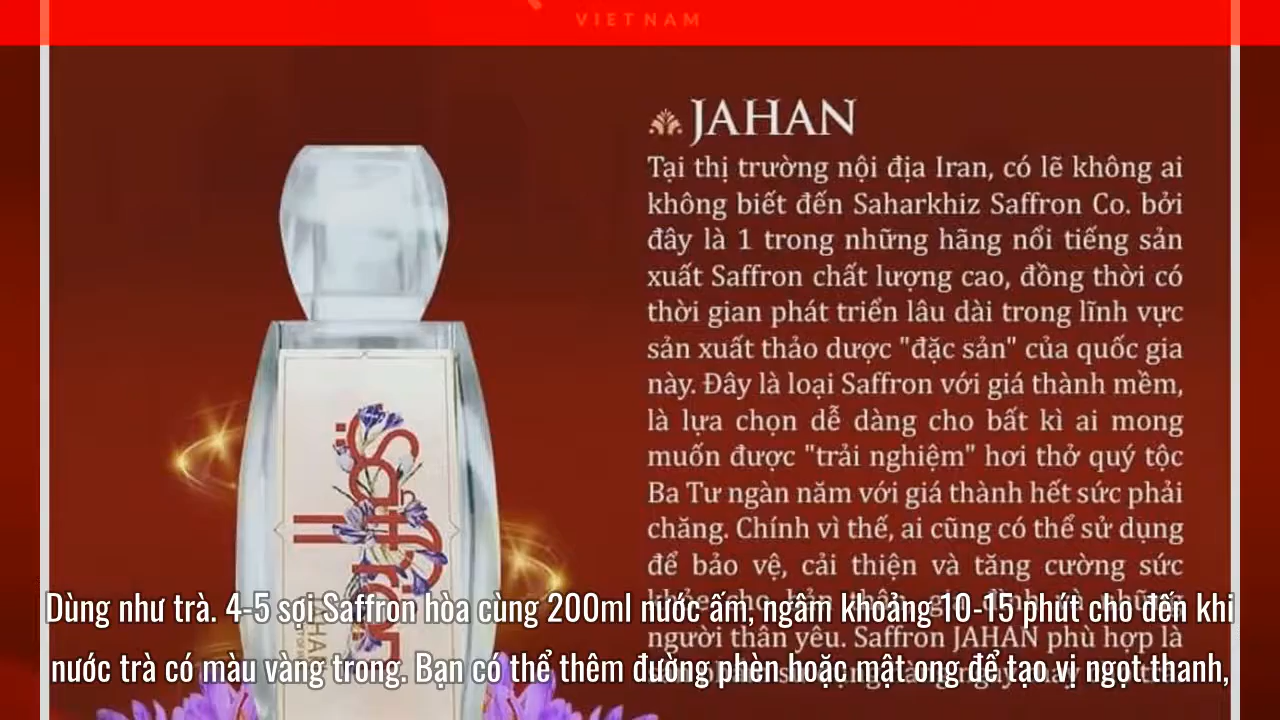 VIETNAM
JAHAN
Tại thị trường nội địa Iran, có lẽ không ai
không biết đến Saharkhiz Saffron Co. bởi
đây là 1 trong những hãng nổi tiếng sản
xuất Saffron chất lượng cao, đồng thời có
thời gian phát triển lâu dài trong lĩnh vực
sản xuất thảo dược "đặc sản" của quốc gia
này. Đây là loại Saffron với giá thành mềm,
là lựa chọn dễ dàng cho bất kì ai mong
muốn được "trải nghiệm" hơi thở quý tộc
Ba Tư ngàn năm với giá thành hết sức phải
chăng. Chính vì thế, ai cũng có thể sử dụng
để bảo vệ, cải thiện và tăng cường sức
người thân yêu. Saffron JAHAN phù hợp là
Saffron
Dùng như trà. 4-5 sợi Saffron hòa cùng 200ml nước ấm, ngâm khoảng 10-15 phút cho đến khi
nước trà có màu vàng trong. Bạn có thể thêm đường phèn hoặc mật ong để tạo vị ngọt thanh,